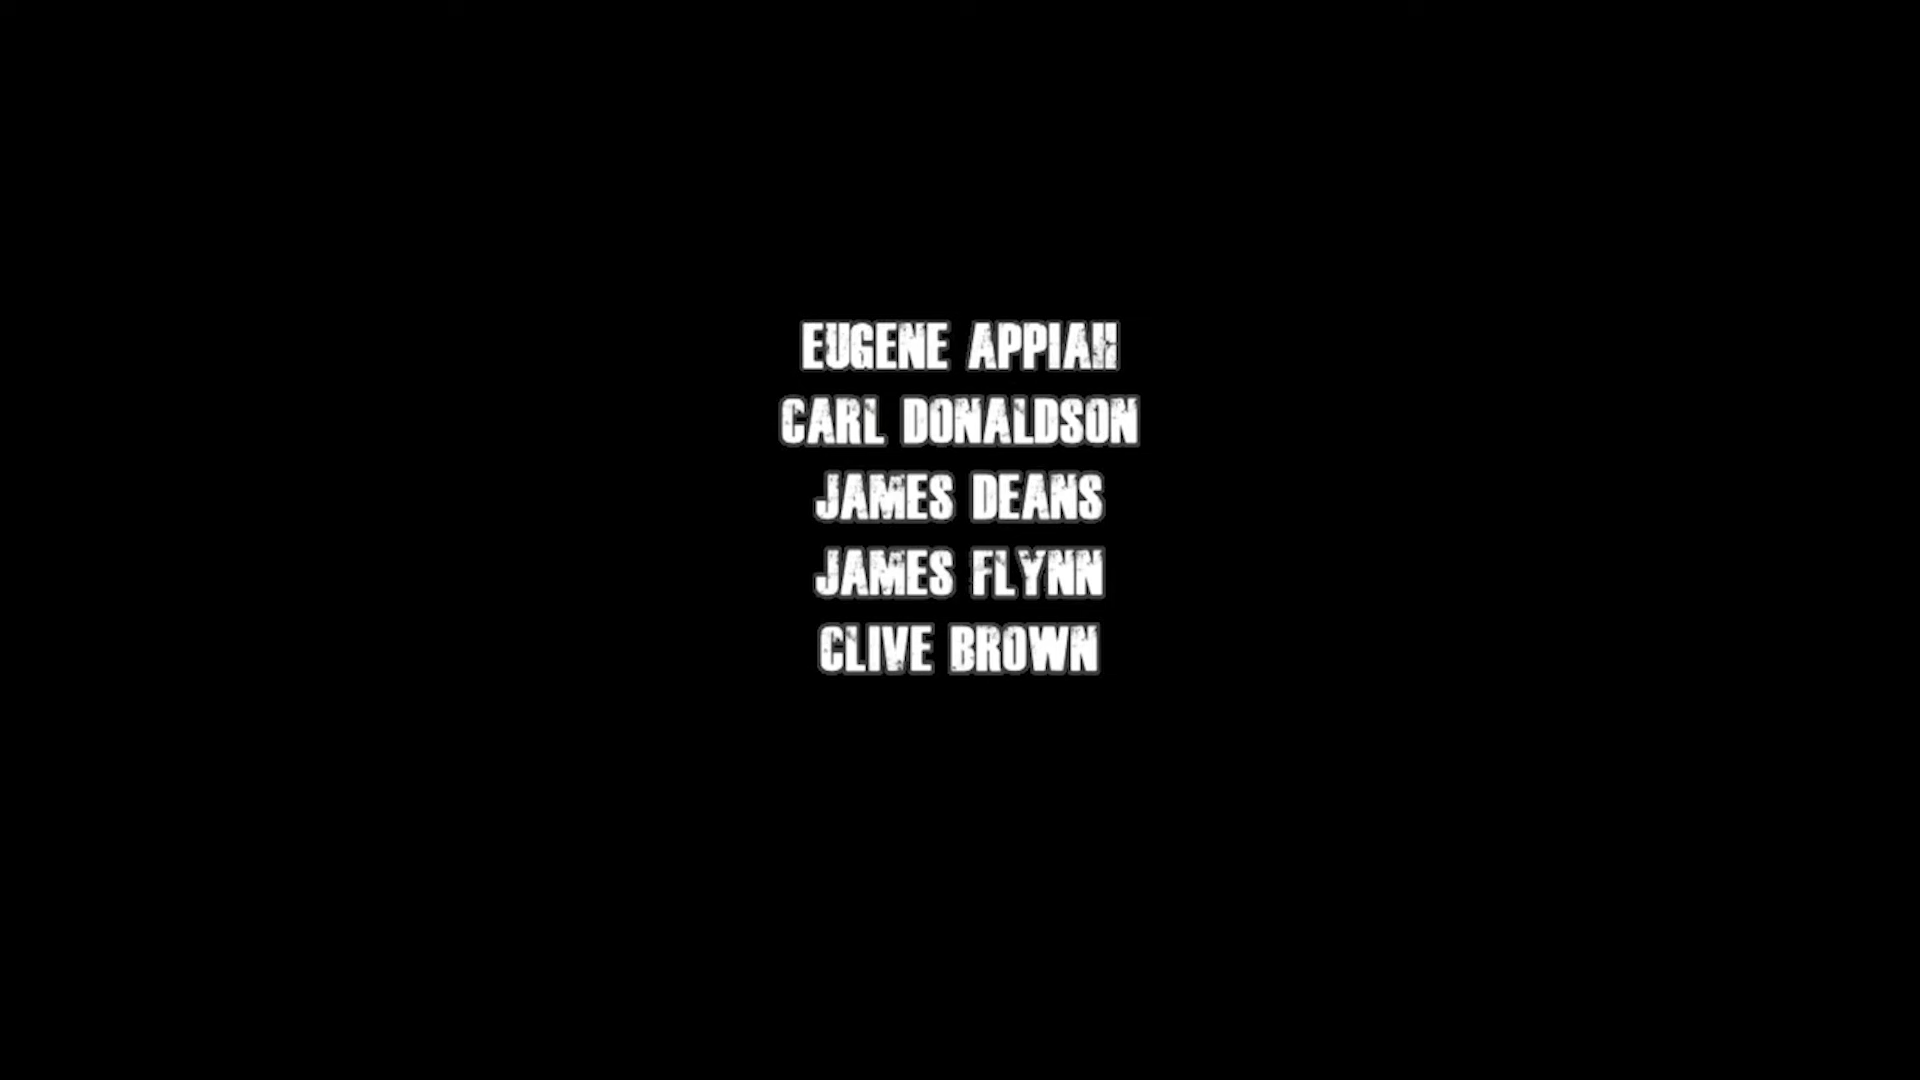 EUGENE APPIAH
CARL DONALDSON
JAMES DEANS
JAMES FLYNN
CLIVE BROWN